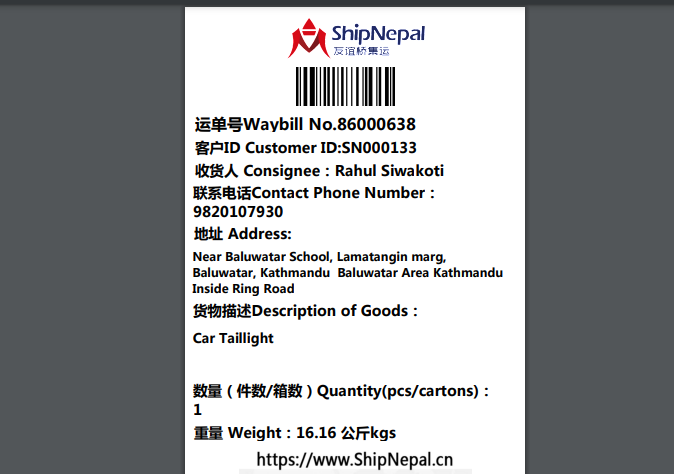 ShipNepal
友谊桥集运
运单号Waybill No.86000638
客户ID Customer ID:SN000133
收货人 Consignee：Rahul Siwakoti
联系电话Contact Phone Number：
9820107930
地址 Address:
Near Baluwatar School, Lamatangin marg,
Baluwatar, Kathmandu  Baluwatar Area Kathmandu
Inside Ring Road
货物描述Description of Goods：
Car Taillight
数量（件数/箱数）Quantity(pcs/cartons)：
1
重量 Weight：16.16 公斤kgs
https://www.ShipNepal.cn